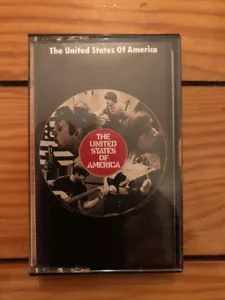 The United States Of America
THE
UNITED
STATES
OF
AMERICA